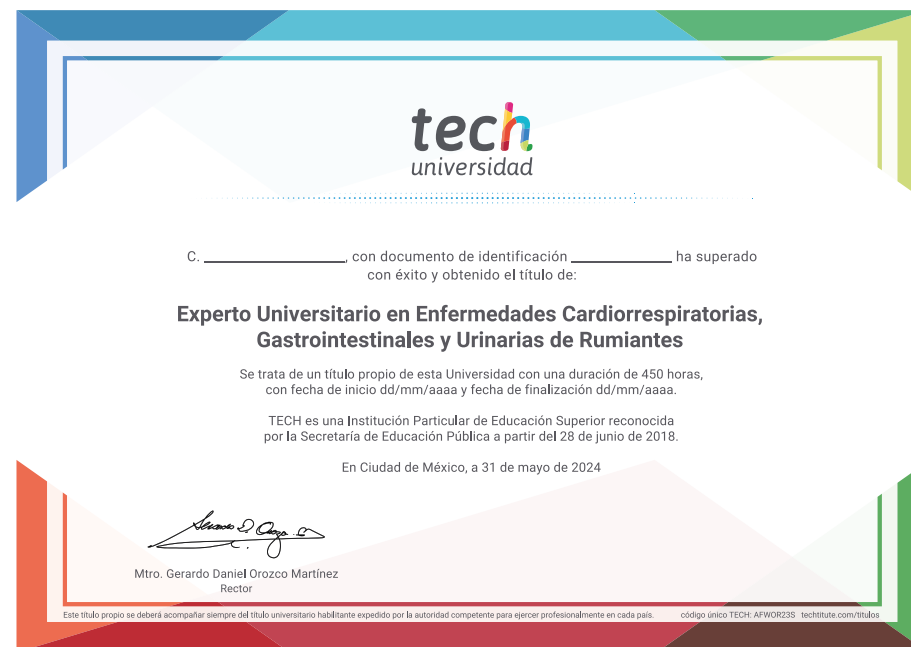 tech
universidad
C. ____________, con documento de identificación ____________ ha superado
con éxito y obtenido el título de:
Experto Universitario en Enfermedades Cardiorrespiratorias,
Gastrointestinales y Urinarias de Rumiantes
Se trata de un título propio de esta Universidad con una duración de 450 horas,
con fecha de inicio dd/mm/aaaa y fecha de finalización dd/mm/aaaa.
TECH es una Institución Particular de Educación Superior reconocida
por la Secretaría de Educación Pública a partir del 28 de junio de 2018.
En Ciudad de México, a 31 de mayo de 2024
Mtro. Gerardo Daniel Orozco Martínez
Rector
Este título propio se deberá acompañar siempre del título universitario habilitante expedido por la autoridad competente para ejercer profesionalmente en cada país. código único TECH: AFWOR23S techtitute.com/titulos